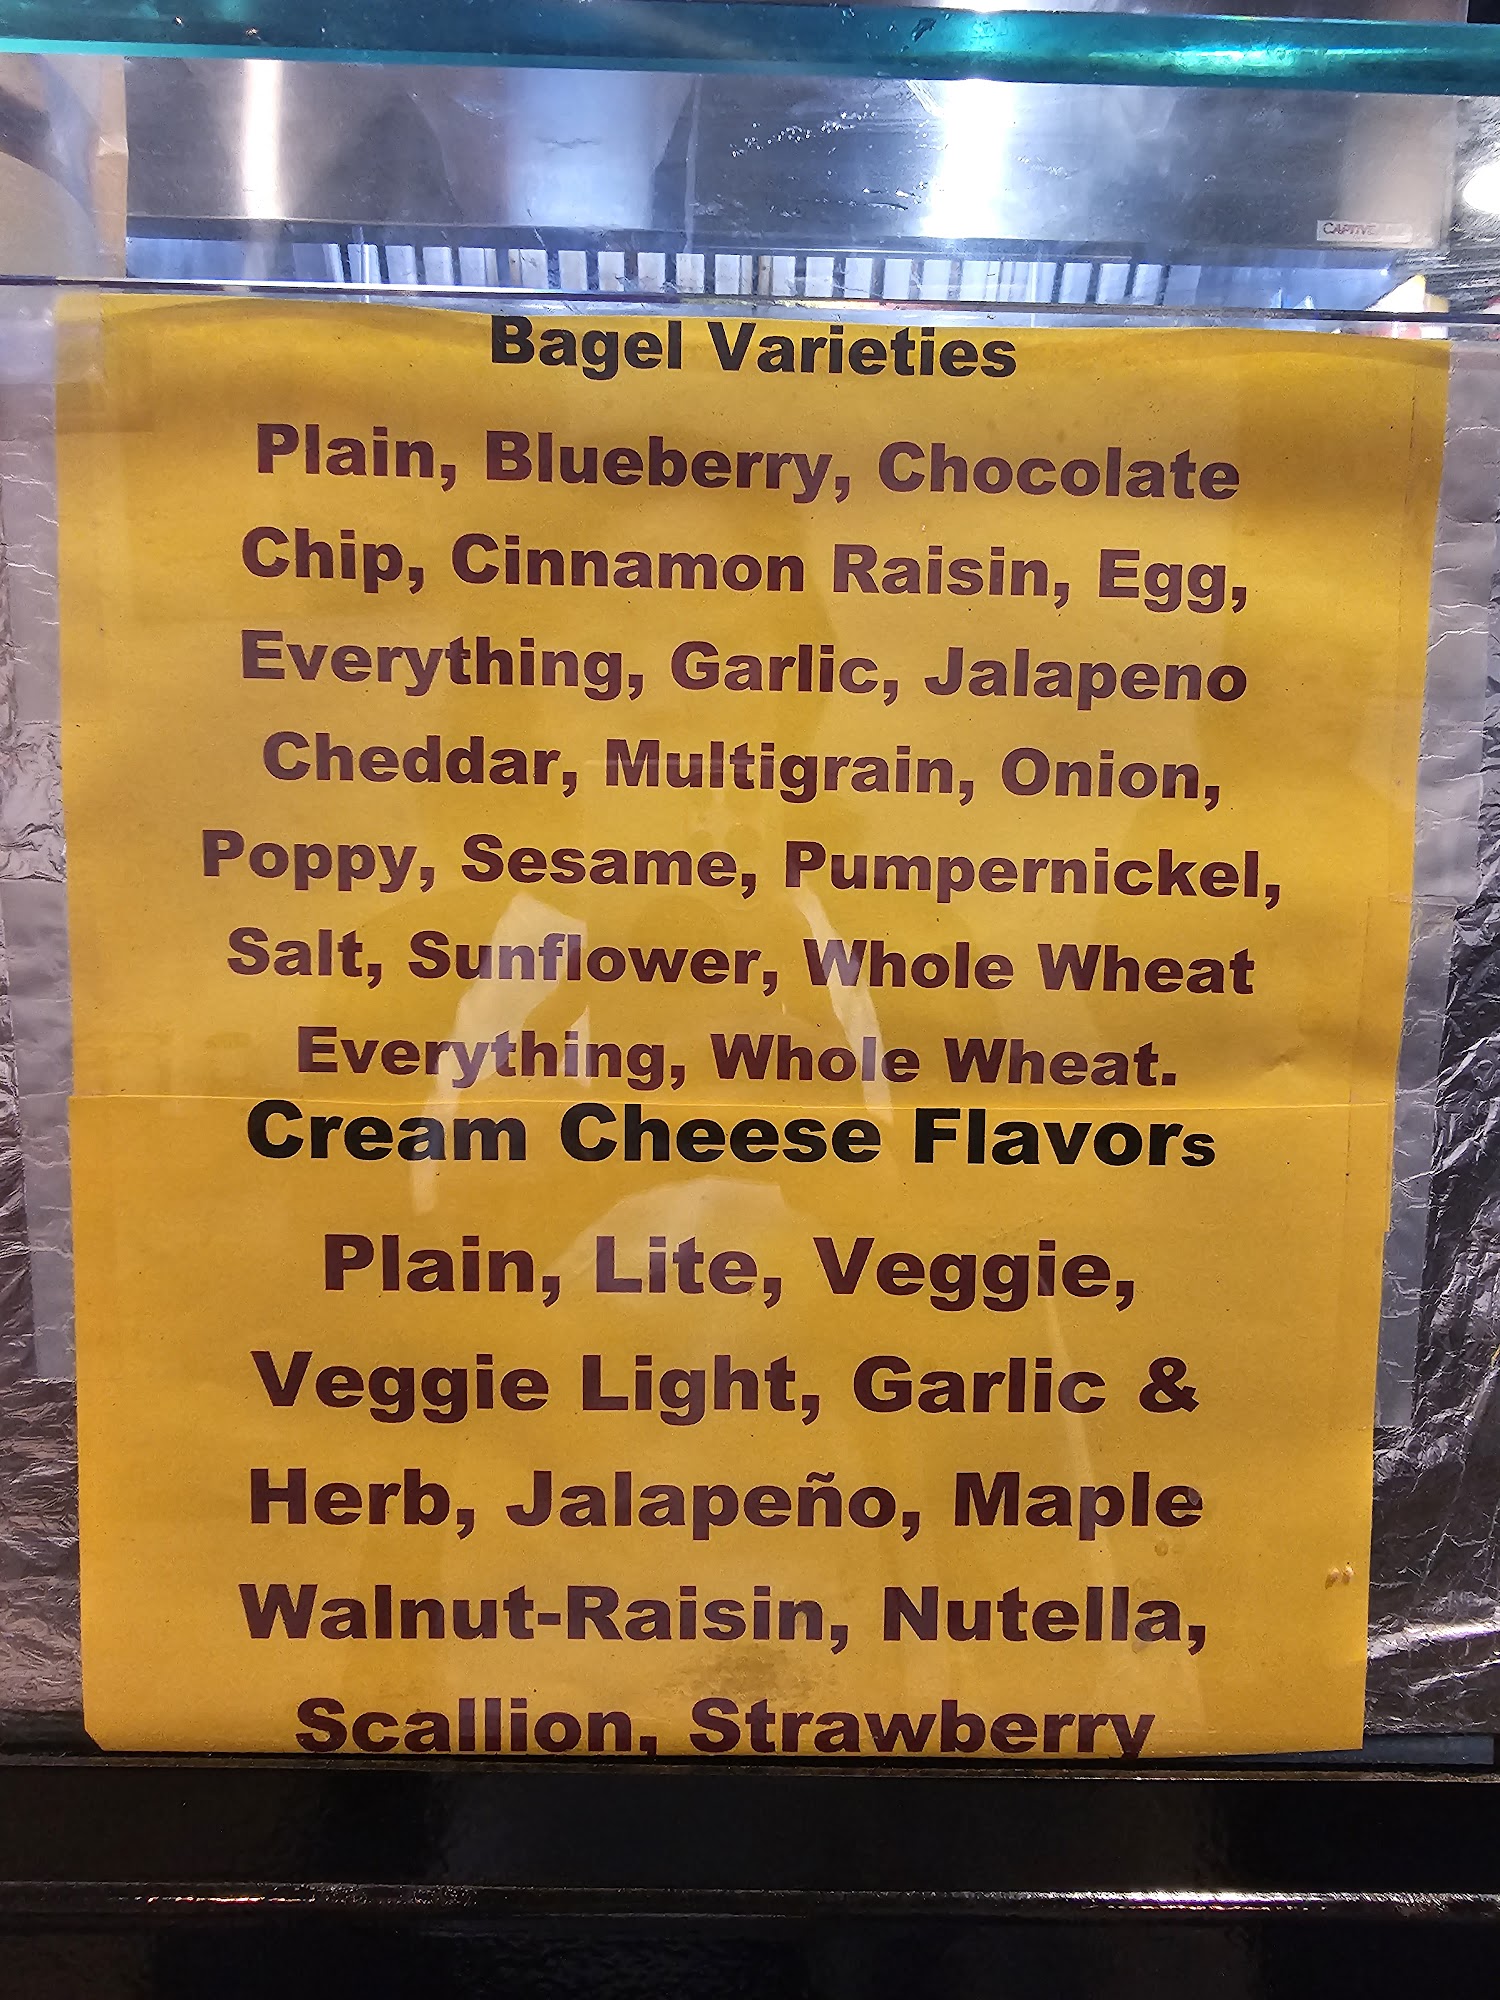 CAPTIVE
Bagel Varieties
Plain, Blueberry, Chocolate
Chip, Cinnamon Raisin, Egg,
Everything, Garlic, Jalapeno
Cheddar, Multigrain, Onion,
Poppy, Sesame, Pumpernickel,
Salt, Sunflower, Whole Wheat
Everything, Whole Wheat.
Cream Cheese Flavors
Plain, Lite, Veggie,
Veggie Light, Garlic &
Herb, Jalapeño, Maple
Walnut-Raisin, Nutella,
Scallion, Strawberry